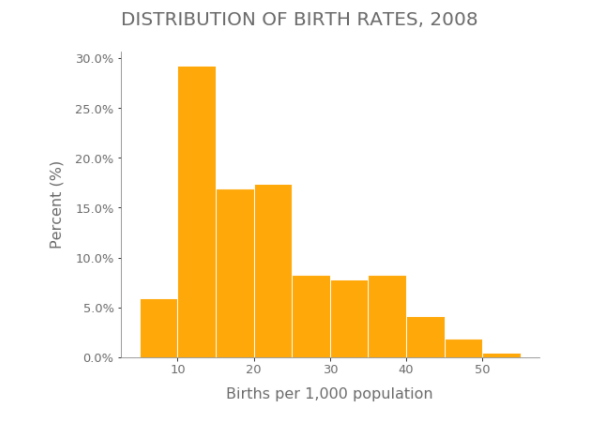 DISTRIBUTION OF BIRTH RATES, 2008
30.0%
25.0%
20.0%
15.0%
10.0%
5.0%
0.0%
Percent (%)
10 20 30 40 50
Births per 1,000 population